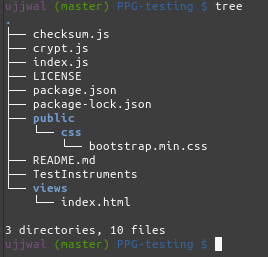 ujjwal (master) PPG-testing $ tree
.
├── checksum.js
├── crypt.js
├── index.js
├── LICENSE
├── package.json
├── package-lock.json
├── public
│   └── css
│       └── bootstrap.min.css
├── README.md
├── TestInstruments
└── views
    └── index.html
3 directories, 10 files
ujjwal (master) PPG-testing $